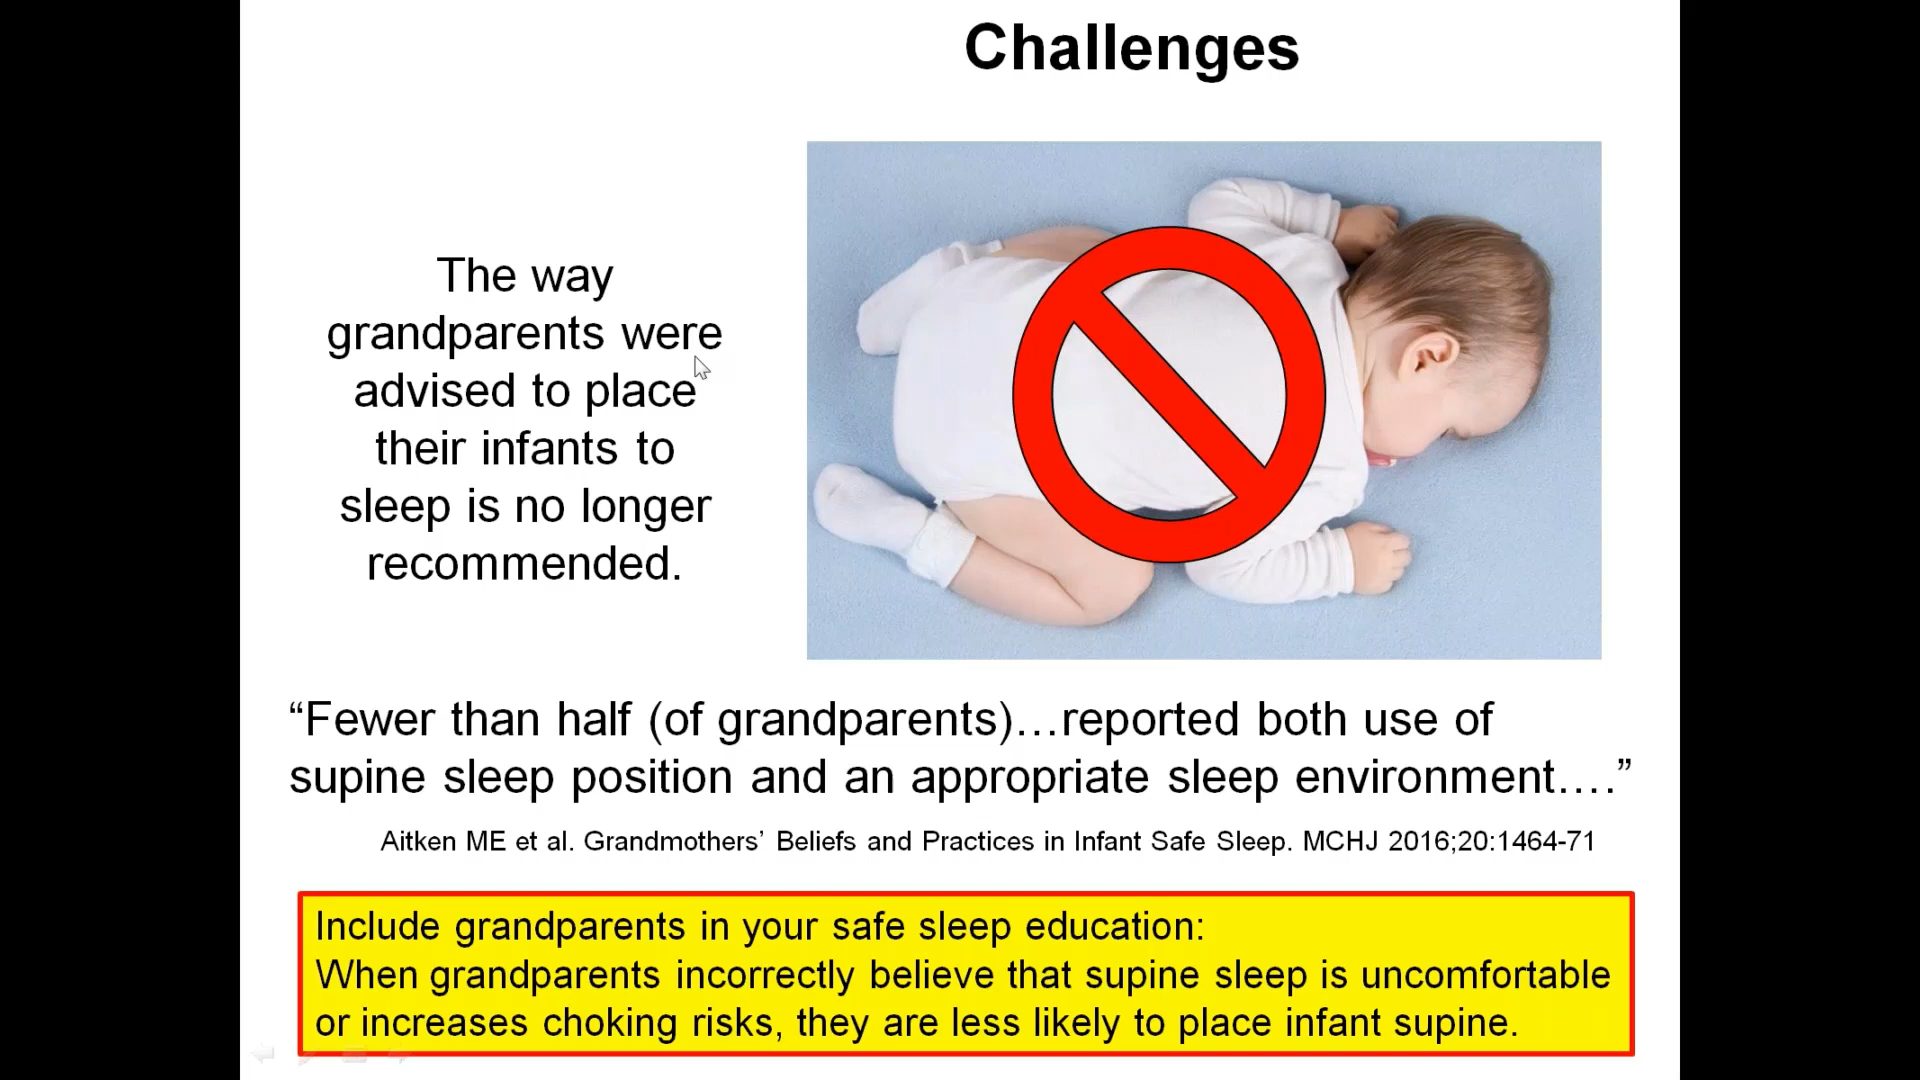 Challenges
The way
grandparents were
advised to place
their infants to
sleep is no longer
recommended.
“Fewer than half (of grandparents)…reported both use of
supine sleep position and an appropriate sleep environment….”
Aitken ME et al. Grandmothers’ Beliefs and Practices in Infant Safe Sleep. MCHJ 2016;20:1464-71
Include grandparents in your safe sleep education:
When grandparents incorrectly believe that supine sleep is uncomfortable
or increases choking risks, they are less likely to place infant supine.